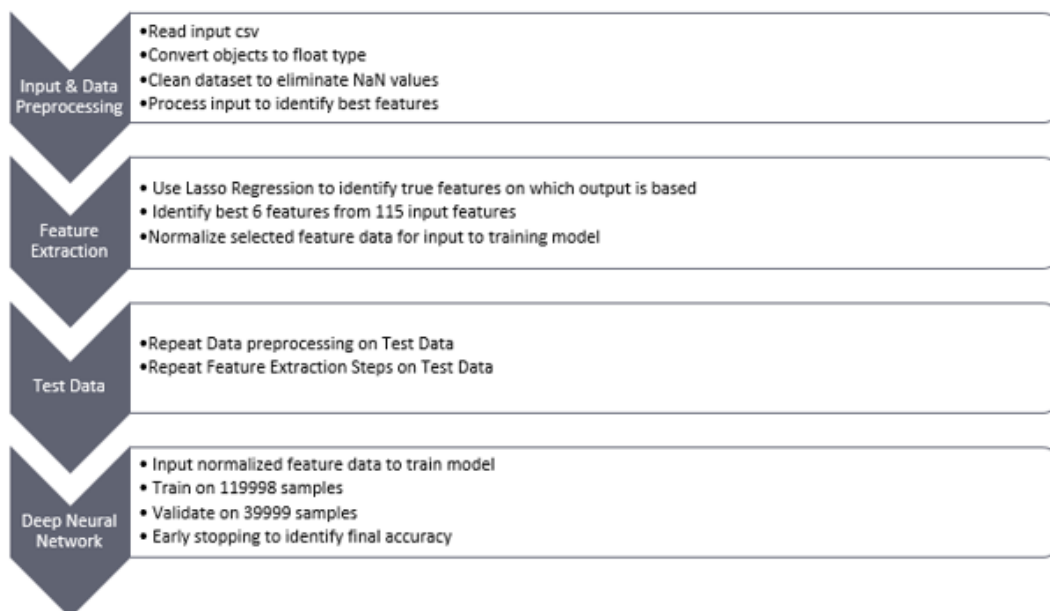 Input & Data
Preprocessing
•Read input csv
•Convert objects to float type
•Clean dataset to eliminate NaN values
•Process input to identify best features
Feature
Extraction
• Use Lasso Regression to identify true features on which output is based
• Identify best 6 features from 115 input features
•Normalize selected feature data for input to training model
Test Data
•Repeat Data preprocessing on Test Data
•Repeat Feature Extraction Steps on Test Data
Deep Neural
Network
• Input normalized feature data to train model
• Train on 119998 samples
• Validate on 39999 samples
• Early stopping to identify final accuracy